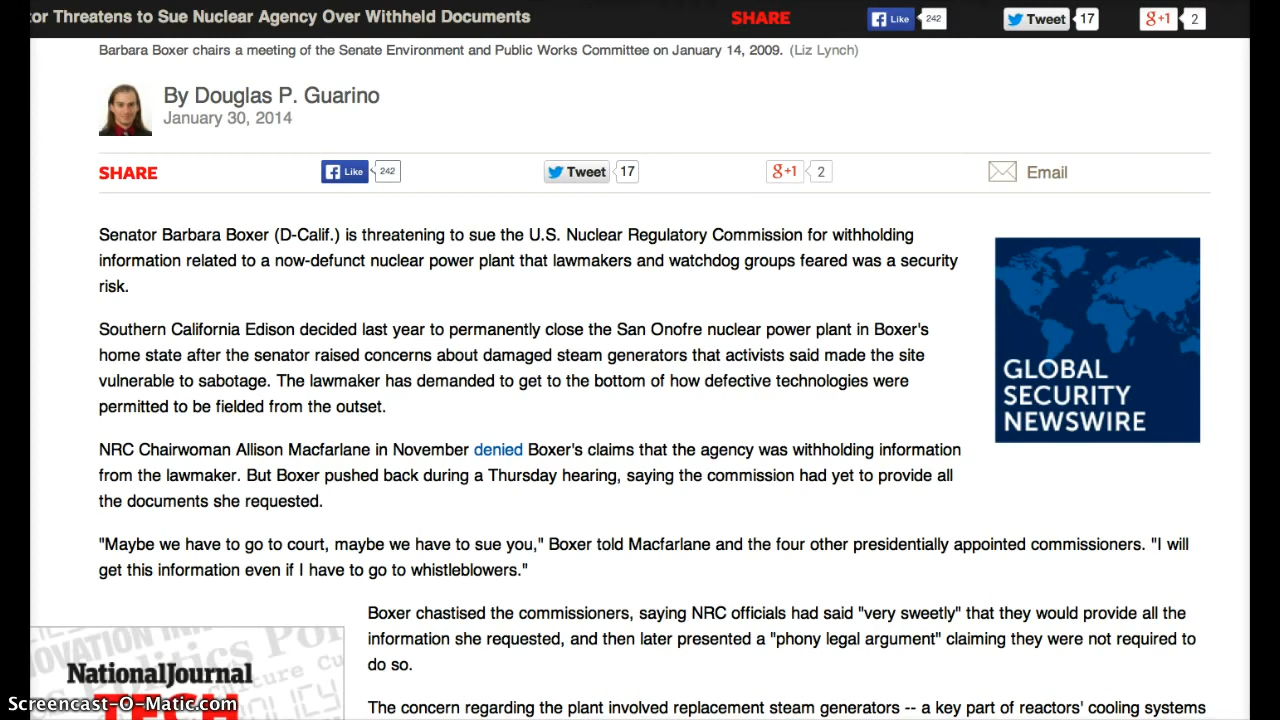 or Threatens to Sue Nuclear Agency Over Withheld Documents
SHARE
Like
242
Tweet
17
g+1
2
Barbara Boxer chairs a meeting of the Senate Environment and Public Works Committee on January 14, 2009. (Liz Lynch)
By Douglas P. Guarino
January 30, 2014
SHARE
Like
242
Tweet
17
g+1
2
Email
Senator Barbara Boxer (D-Calif.) is threatening to sue the U.S. Nuclear Regulatory Commission for withholding
information related to a now-defunct nuclear power plant that lawmakers and watchdog groups feared was a security
risk.
Southern California Edison decided last year to permanently close the San Onofre nuclear power plant in Boxer's
home state after the senator raised concerns about damaged steam generators that activists said made the site
vulnerable to sabotage. The lawmaker has demanded to get to the bottom of how defective technologies were
permitted to be fielded from the outset.
GLOBAL
SECURITY
NEWSWIRE
NRC Chairwoman Allison Macfarlane in November denied Boxer's claims that the agency was withholding information
from the lawmaker. But Boxer pushed back during a Thursday hearing, saying the commission had yet to provide all
the documents she requested.
"Maybe we have to go to court, maybe we have to sue you," Boxer told Macfarlane and the four other presidentially appointed commissioners. "I will
get this information even if I have to go to whistleblowers."
Boxer chastised the commissioners, saying NRC officials had said "very sweetly" that they would provide all the
information she requested, and then later presented a "phony legal argument" claiming they were not required to
do so.
NationalJournal
TECH
The concern regarding the plant involved replacement steam generators -- a key part of reactors' cooling systems
Screencast-O-Matic.com